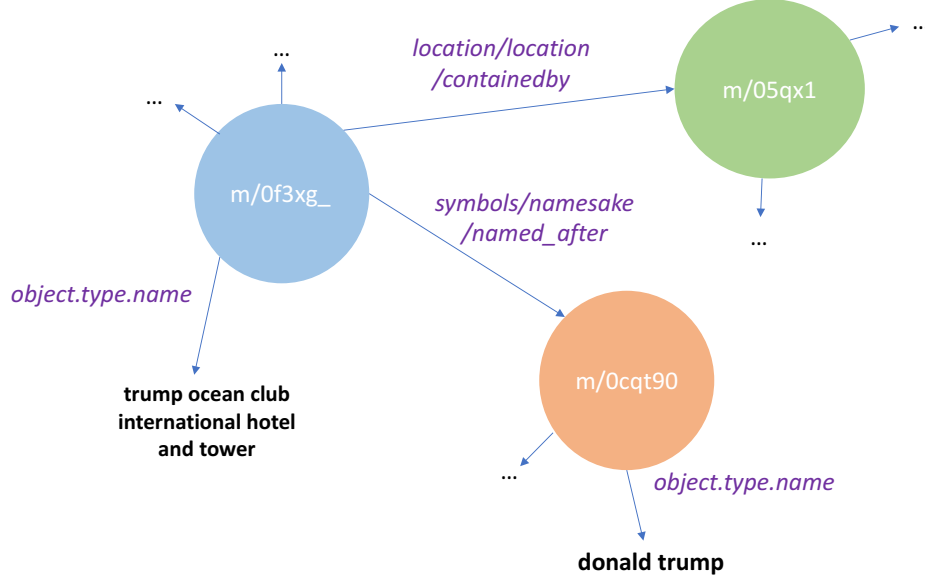 ..
location/location
/containedby
m/05qx1
...
...
m/0f3xg_
symbols/namesake
/named_after
...
object.type.name
trump ocean club
international hotel
and tower
m/0cqt90
...
object.type.name
donald trump